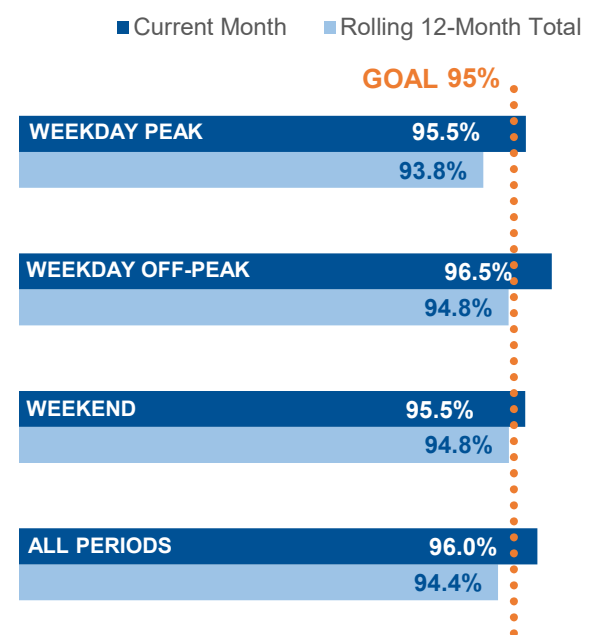 Current Month Rolling 12-Month Total
GOAL 95%
WEEKDAY PEAK 95.5%
93.8%
WEEKDAY OFF-PEAK 96.5%
94.8%
WEEKEND 95.5%
94.8%
ALL PERIODS 96.0%
94.4%